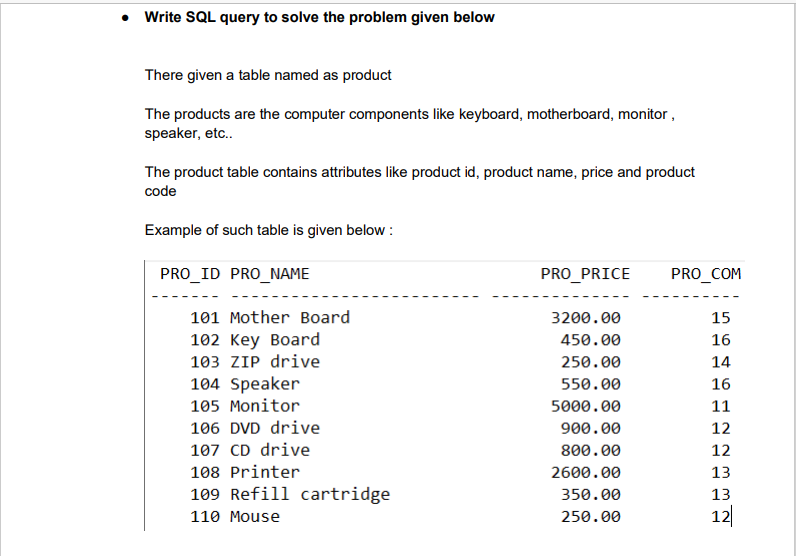 • Write SQL query to solve the problem given below
There given a table named as product
The products are the computer components like keyboard, motherboard, monitor ,
speaker, etc..
The product table contains attributes like product id, product name, price and product
code
Example of such table is given below :
PRO_ID PRO_NAME PRO_PRICE PRO_COM
------- ------------------------- -------------- ----------
101 Mother Board 3200.00 15
102 Key Board 450.00 16
103 ZIP drive 250.00 14
104 Speaker 550.00 16
105 Monitor 5000.00 11
106 DVD drive 900.00 12
107 CD drive 800.00 12
108 Printer 2600.00 13
109 Refill cartridge 350.00 13
110 Mouse 250.00 12